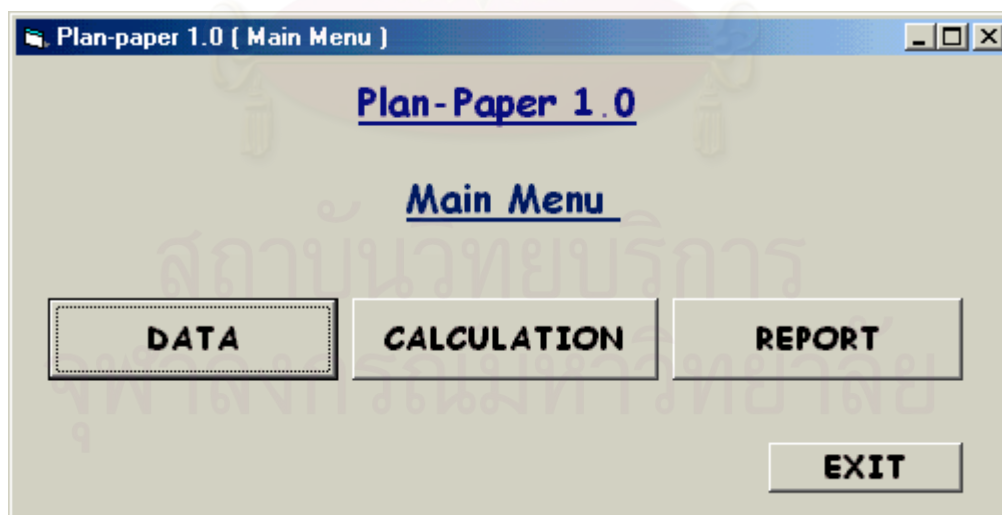 Plan-paper 1.0 ( Main Menu )
Plan-Paper 1.0
Main Menu
สถาบันวิทยบริการ
DATA CALCULATION REPORT
จุฬาลงกรณ์มหาวิทยาลัย
EXIT